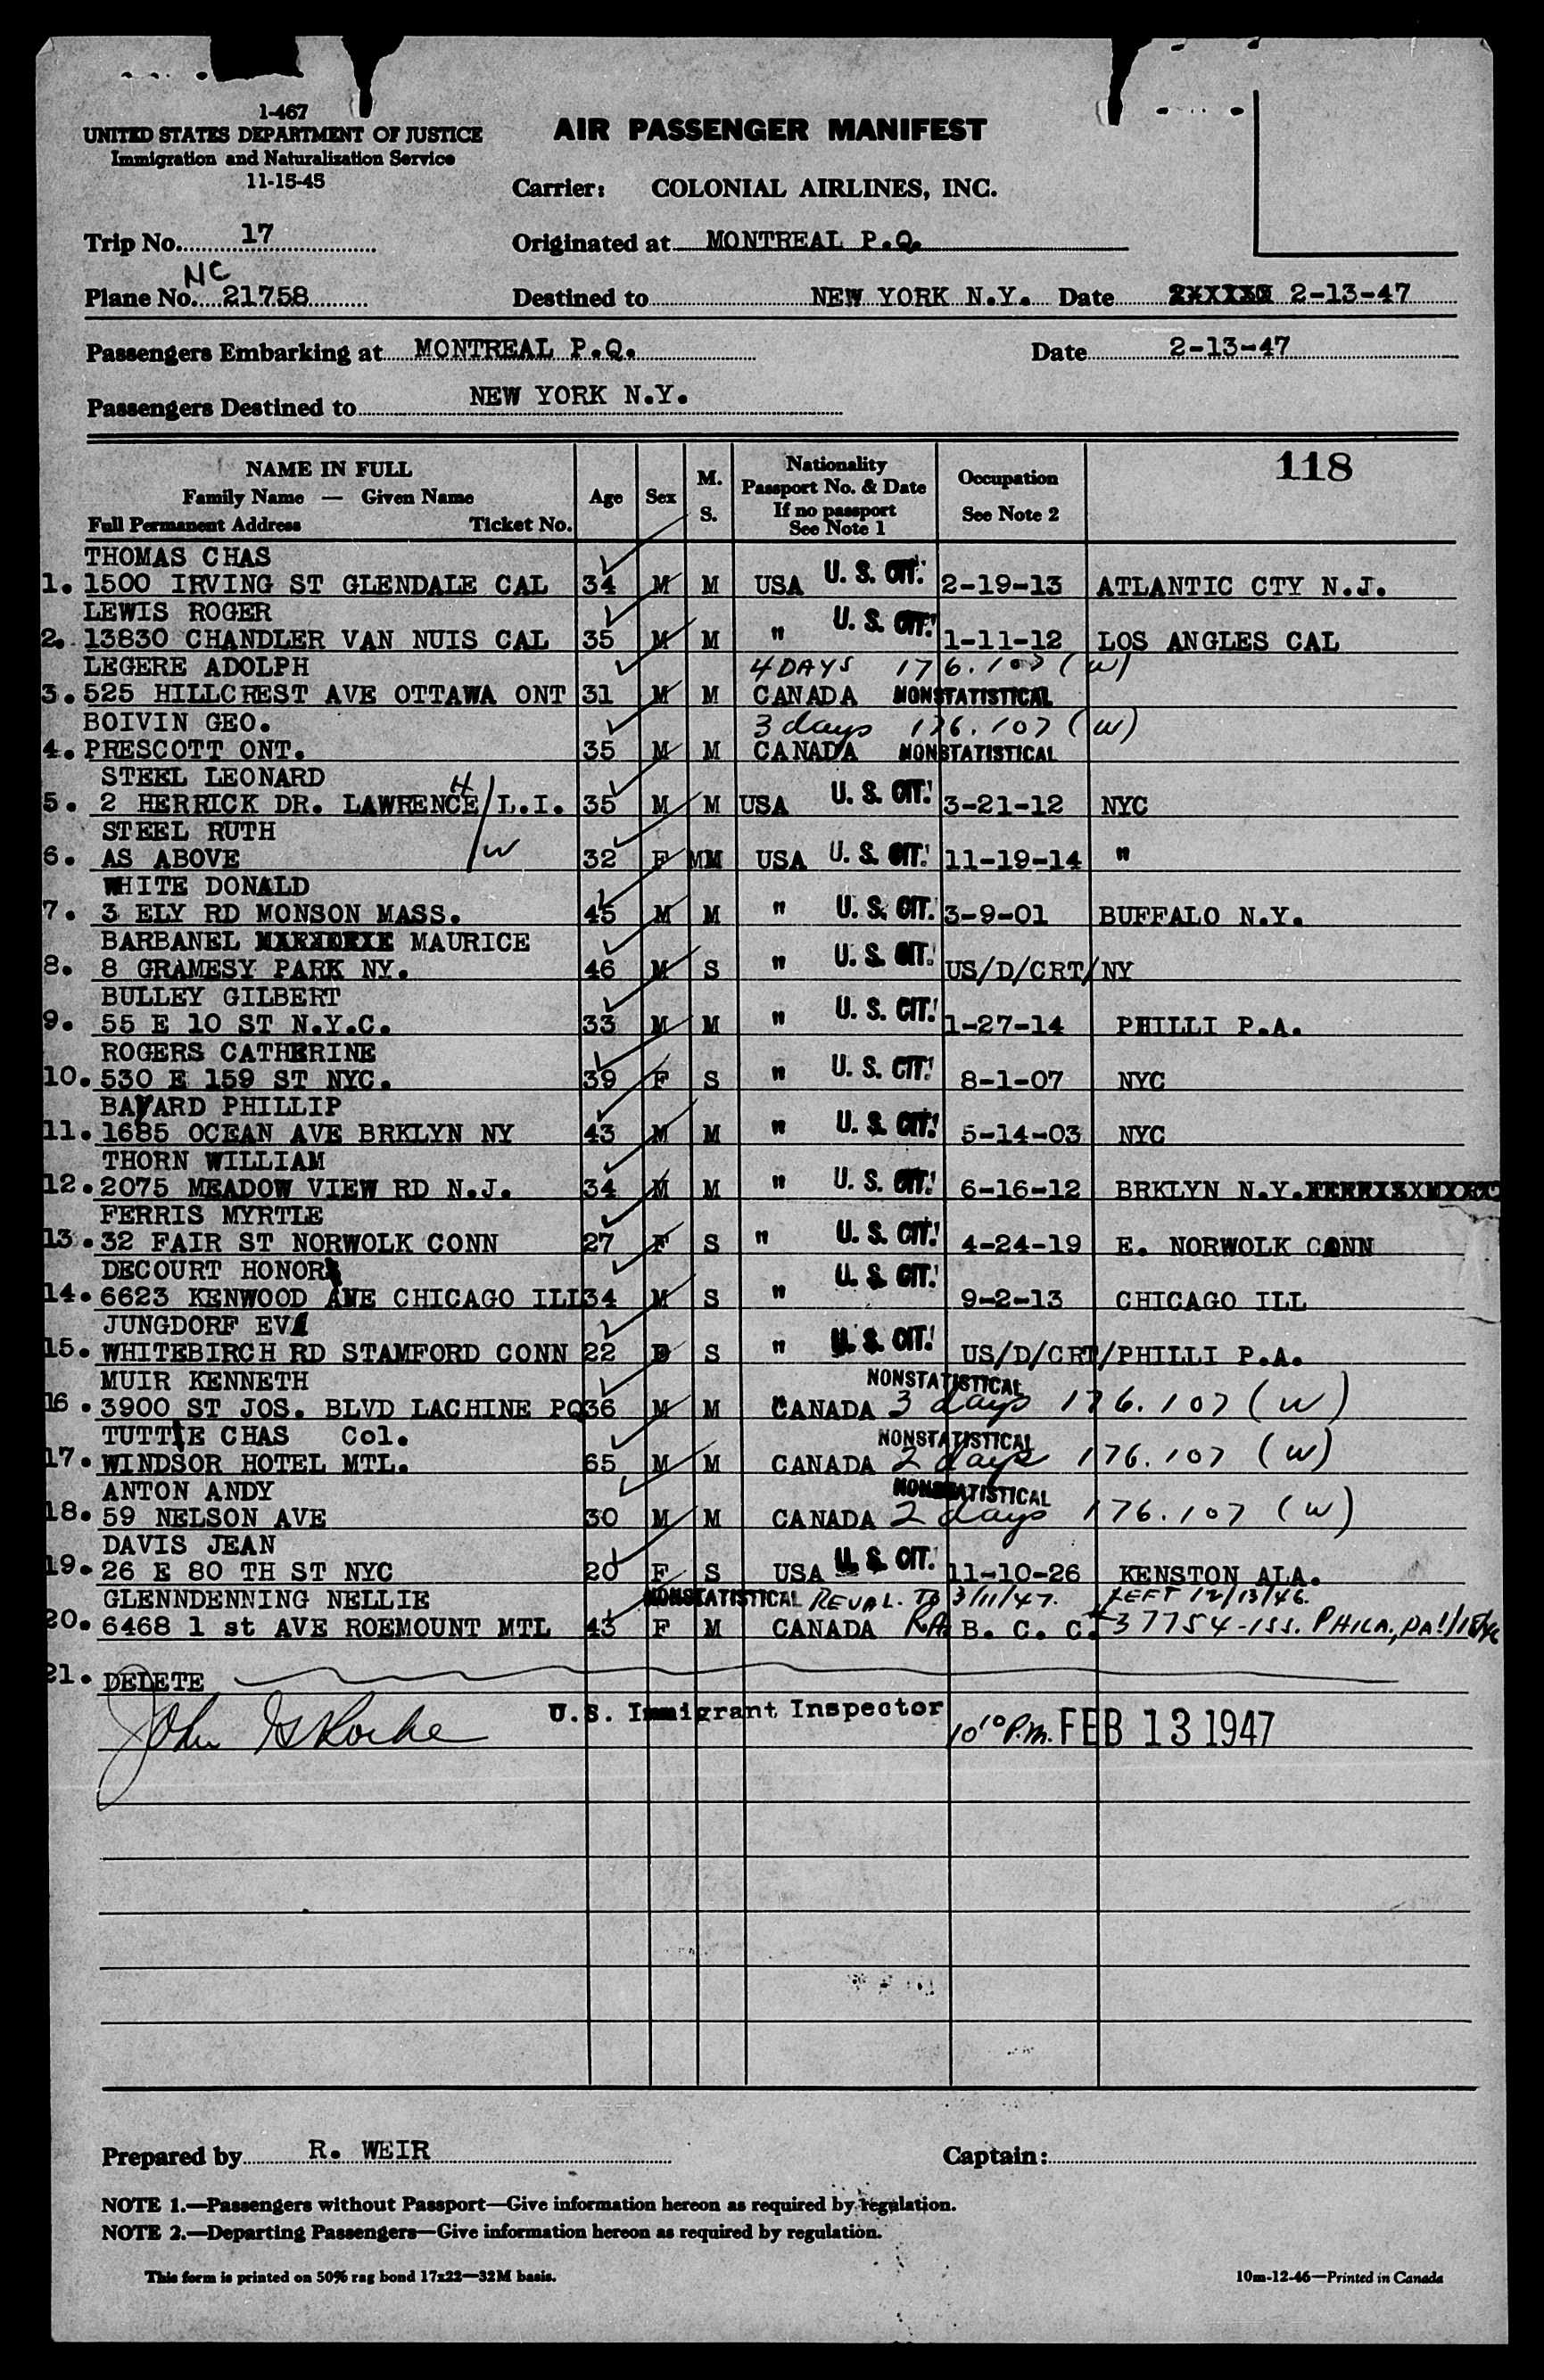 1-467
UNITED STATES DEPARTMENT OF JUSTICE
Immigration and Naturalization Service
11-15-45
AIR PASSENGER MANIFEST
Carrier: COLONIAL AIRLINES, INC.
Trip No. 17 Originated at MONTREAL P.Q.
NC
Plane No. 21758 Destined to NEW YORK N.Y. Date 2-13-47
Passengers Embarking at MONTREAL P.Q. Date 2-13-47
Passengers Destined to NEW YORK N.Y.
NAME IN FULL
Family Name — Given Name
Full Permanent Address Ticket No.
Age
Sex
M.
S.
Nationality
Passport No. & Date
If no passport
See Note 1
Occupation
See Note 2
118
THOMAS CHAS
1. 1500 IRVING ST GLENDALE CAL 34 M M USA U. S. CIT. 2-19-13 ATLANTIC CTY N.J.
LEWIS ROGER
2. 13830 CHANDLER VAN NUIS CAL 35 M M " U. S. CIT. 1-11-12 LOS ANGLES CAL
LEGERE ADOLPH 4 DAYS 176.107 (W)
3. 525 HILLCREST AVE OTTAWA ONT 31 M M CANADA NONSTATISTICAL
BOIVIN GEO. 3 days 176.107 (W)
4. PRESCOTT ONT. 35 M M CANADA NONSTATISTICAL
STEEL LEONARD H
5. 2 HERRICK DR. LAWRENCE L.I. 35 M M USA U. S. CIT. 3-21-12 NYC
STEEL RUTH W
6. AS ABOVE 32 F MM USA U. S. CIT. 11-19-14 "
WHITE DONALD
7. 3 ELY RD MONSON MASS. 45 M M " U. S. CIT. 3-9-01 BUFFALO N.Y.
BARBANEL MAURICE
8. 8 GRAMESY PARK NY. 46 M S " U. S. CIT. US/D/CRT/NY
BULLEY GILBERT
9. 55 E 10 ST N.Y.C. 33 M M " U. S. CIT. 1-27-14 PHILLI P.A.
ROGERS CATHERINE
10. 530 E 159 ST NYC. 39 F S " U. S. CIT. 8-1-07 NYC
BAYARD PHILLIP
11. 1685 OCEAN AVE BRKLYN NY 43 M M " U. S. CIT. 5-14-03 NYC
THORN WILLIAM
12. 2075 MEADOW VIEW RD N.J. 34 M M " U. S. CIT. 6-16-12 BRKLYN N.Y.
FERRIS MYRTLE
13. 32 FAIR ST NORWOLK CONN 27 F S " U. S. CIT. 4-24-19 E. NORWOLK CONN
DECOURT HONOR
14. 6623 KENWOOD AVE CHICAGO ILL 34 M S " U. S. CIT. 9-2-13 CHICAGO ILL
JUNGDORF EVA
15. WHITEBIRCH RD STAMFORD CONN 22 S " U. S. CIT. US/D/CRT/PHILLI P.A.
MUIR KENNETH NONSTATISTICAL
16. 3900 ST JOS. BLVD LACHINE PQ 36 M M CANADA 3 days 176.107 (W)
TUTTLE CHAS Col. NONSTATISTICAL
17. WINDSOR HOTEL MTL. 65 M M CANADA 2 days 176.107 (W)
ANTON ANDY NONSTATISTICAL
18. 59 NELSON AVE 30 M M CANADA 2 days 176.107 (W)
DAVIS JEAN
19. 26 E 80 TH ST NYC 20 F S USA U. S. CIT. 11-10-26 KENSTON ALA.
GLENNDENNING NELLIE NONSTATISTICAL REVAL. TO 3/11/47. LEFT 12/13/46.
20. 6468 1 st AVE ROEMOUNT MTL 43 F M CANADA RA B. C. C. # 37754-ISS. PHILA., PA.
21. DELETE
U.S. Immigrant Inspector 10¹⁰ P.M. FEB 13 1947
Prepared by R. WEIR Captain:
NOTE 1.—Passengers without Passport—Give information hereon as required by regulation.
NOTE 2.—Departing Passengers—Give information hereon as required by regulation.
This form is printed on 50% rag bond 17x22—32M basis. 10m-12-46—Printed in Canada